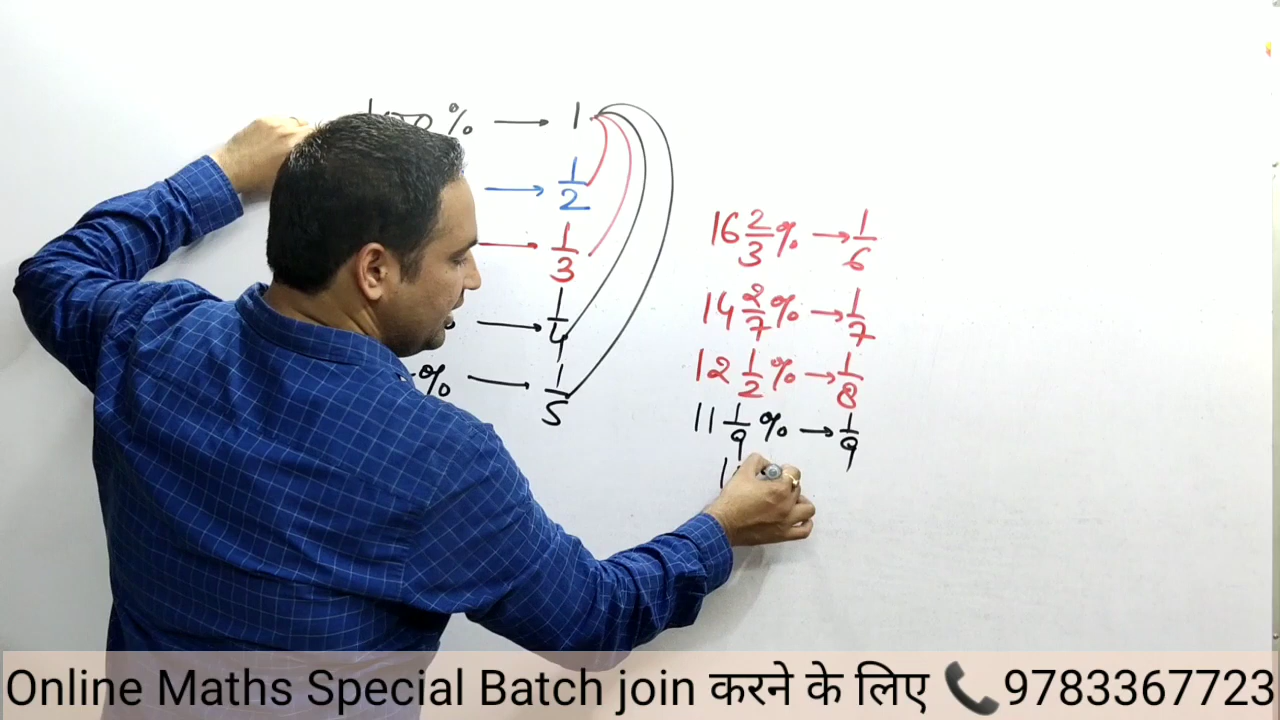 100 % → 1
→ 1/2
→ 1/3
→ 1/4
% → 1/5
16 2/3 % → 1/6
14 2/7 % → 1/7
12 1/2 % → 1/8
11 1/9 % → 1/9
Online Maths Special Batch join करने के लिए 📞9783367723